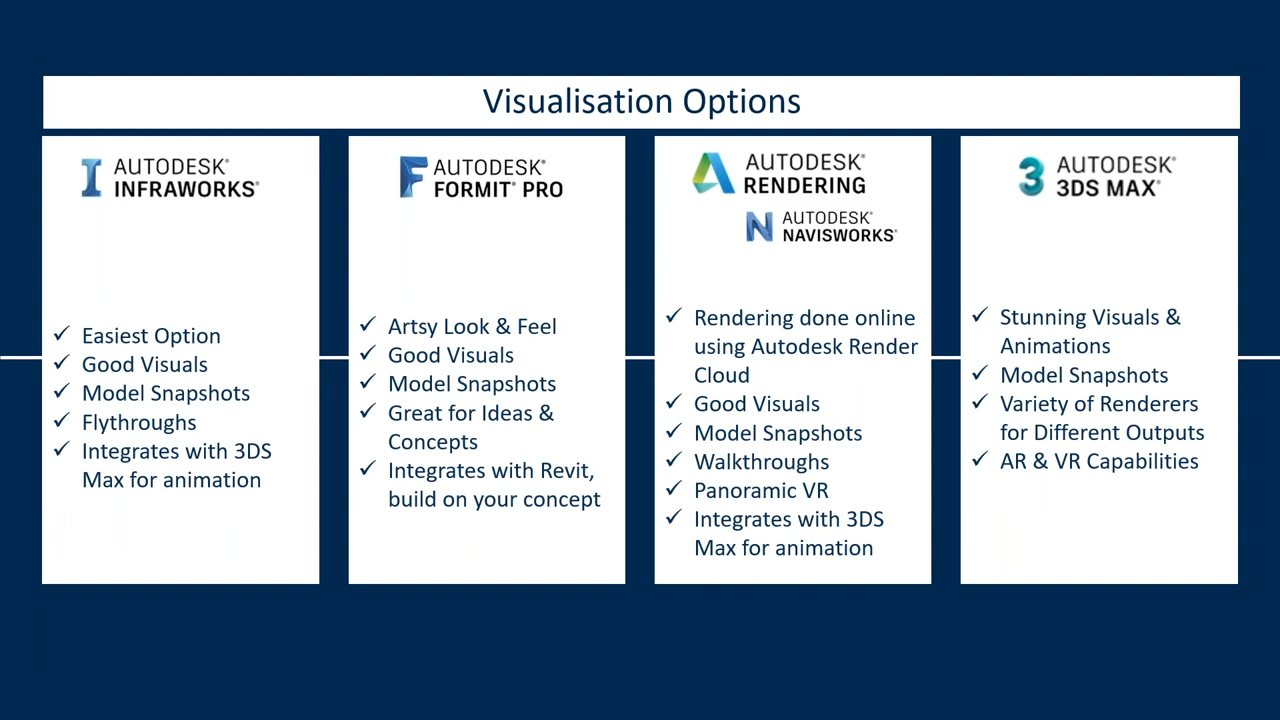 Visualisation Options
AUTODESK®
INFRAWORKS®
✓ Easiest Option
✓ Good Visuals
✓ Model Snapshots
✓ Flythroughs
✓ Integrates with 3DS
Max for animation
AUTODESK®
FORMIT® PRO
✓ Artsy Look & Feel
✓ Good Visuals
✓ Model Snapshots
✓ Great for Ideas &
Concepts
✓ Integrates with Revit,
build on your concept
AUTODESK®
RENDERING
AUTODESK®
NAVISWORKS®
✓ Rendering done online
using Autodesk Render
Cloud
✓ Good Visuals
✓ Model Snapshots
✓ Walkthroughs
✓ Panoramic VR
✓ Integrates with 3DS
Max for animation
AUTODESK®
3DS MAX®
✓ Stunning Visuals &
Animations
✓ Model Snapshots
✓ Variety of Renderers
for Different Outputs
✓ AR & VR Capabilities